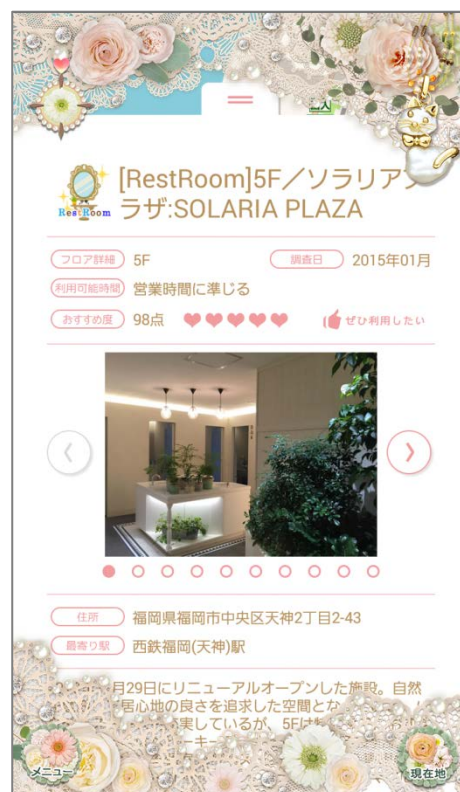 [RestRoom]5F／ソラリアプ
ラザ:SOLARIA PLAZA
RestRoom
フロア詳細 5F 調査日 2015年01月
利用可能時間 営業時間に準じる
おすすめ度 98点 ぜひ利用したい
住所 福岡県福岡市中央区天神2丁目2-43
最寄り駅 西鉄福岡(天神)駅
月29日にリニューアルオープンした施設。自然
居心地の良さを追求した空間とな
実しているが、5Fは
ーキ
メニュー
現在地